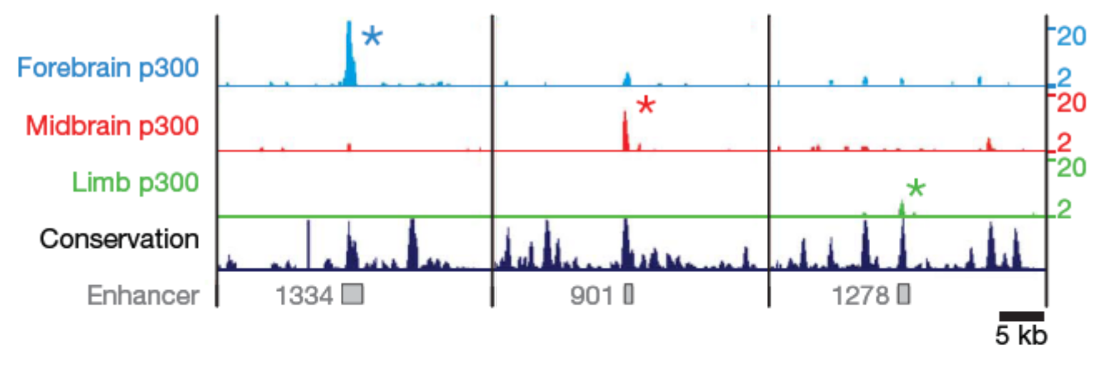 Forebrain p300
20
2
Midbrain p300
*
*
20
2
Limb p300
*
20
2
Conservation
Enhancer
1334
901
1278
5 kb